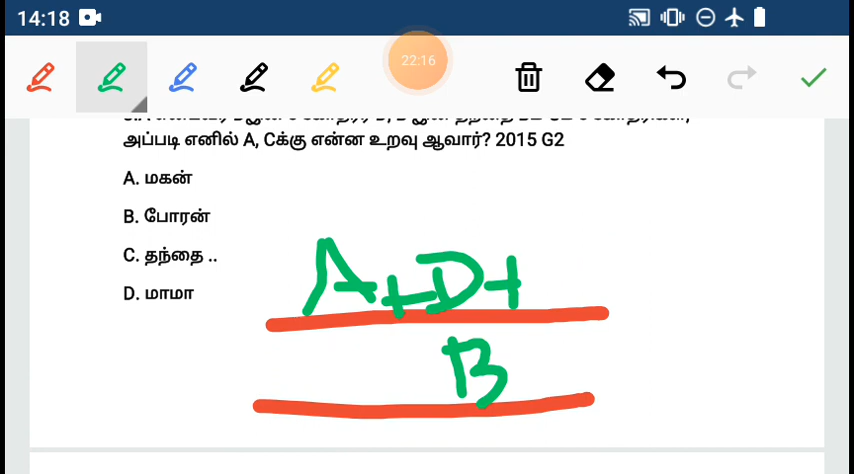 14:18
22:16
அப்படி எனில் A, Cக்கு என்ன உறவு ஆவார்? 2015 G2
A. மகன்
B. போரன்
C. தந்தை ..
D. மாமா
A+ D+
B